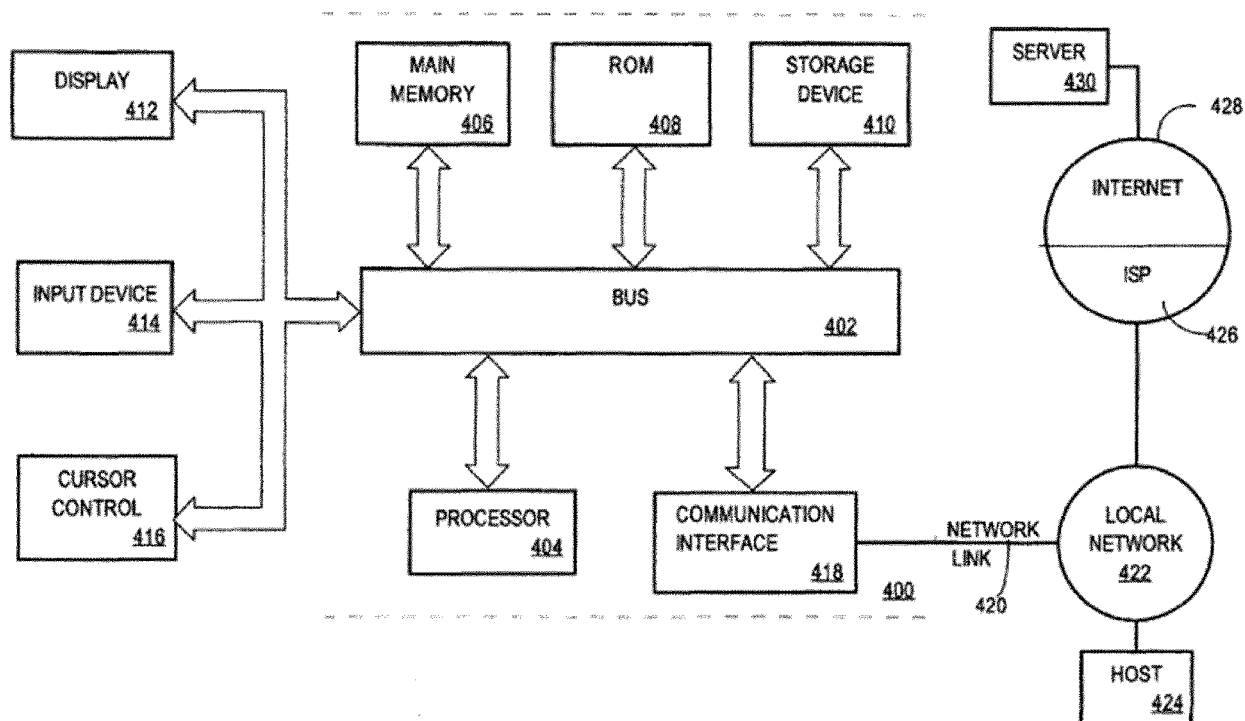 DISPLAY
412
MAIN
MEMORY
406
ROM
408
STORAGE
DEVICE
410
SERVER
430
428
INTERNET
ISP
426
INPUT DEVICE
414
BUS
402
CURSOR
CONTROL
416
PROCESSOR
404
COMMUNICATION
INTERFACE
418
400
NETWORK
LINK
420
LOCAL
NETWORK
422
HOST
424